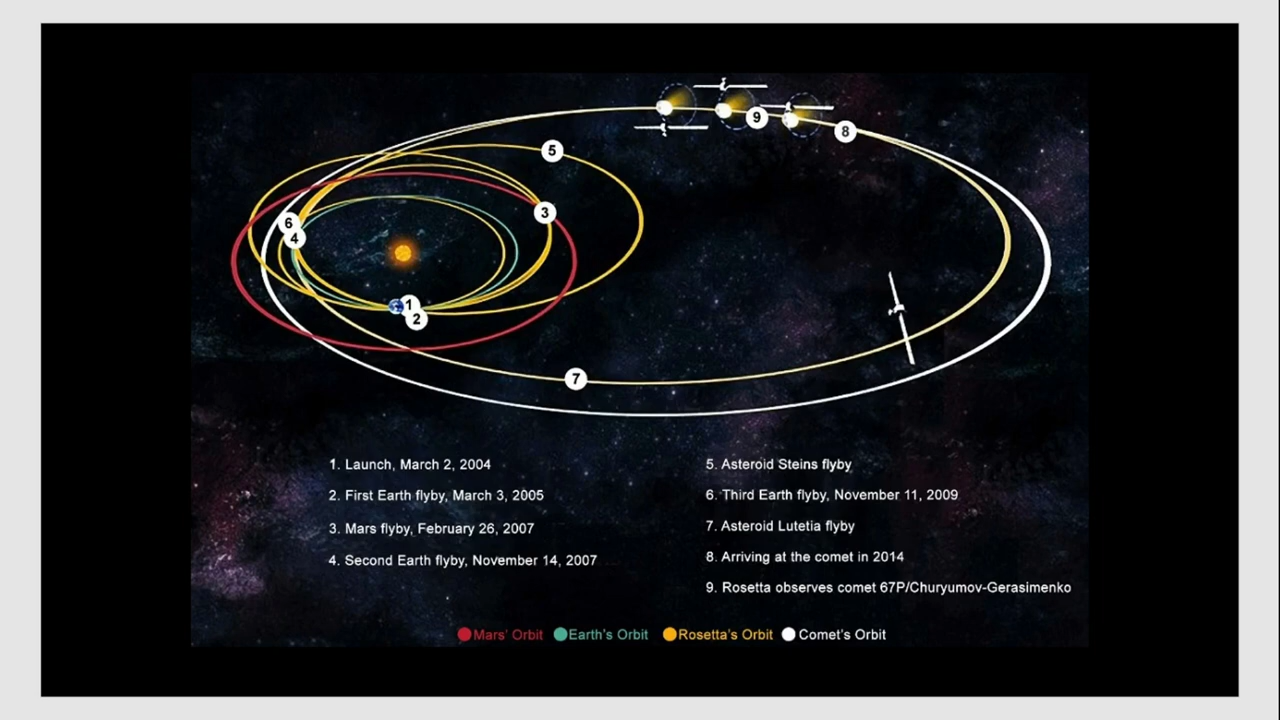 5
9
8
3
6
4
1
2
7
1. Launch, March 2, 2004
2. First Earth flyby, March 3, 2005
3. Mars flyby, February 26, 2007
4. Second Earth flyby, November 14, 2007
5. Asteroid Steins flyby
6. Third Earth flyby, November 11, 2009
7. Asteroid Lutetia flyby
8. Arriving at the comet in 2014
9. Rosetta observes comet 67P/Churyumov-Gerasimenko
Mars' Orbit Earth's Orbit Rosetta's Orbit Comet's Orbit